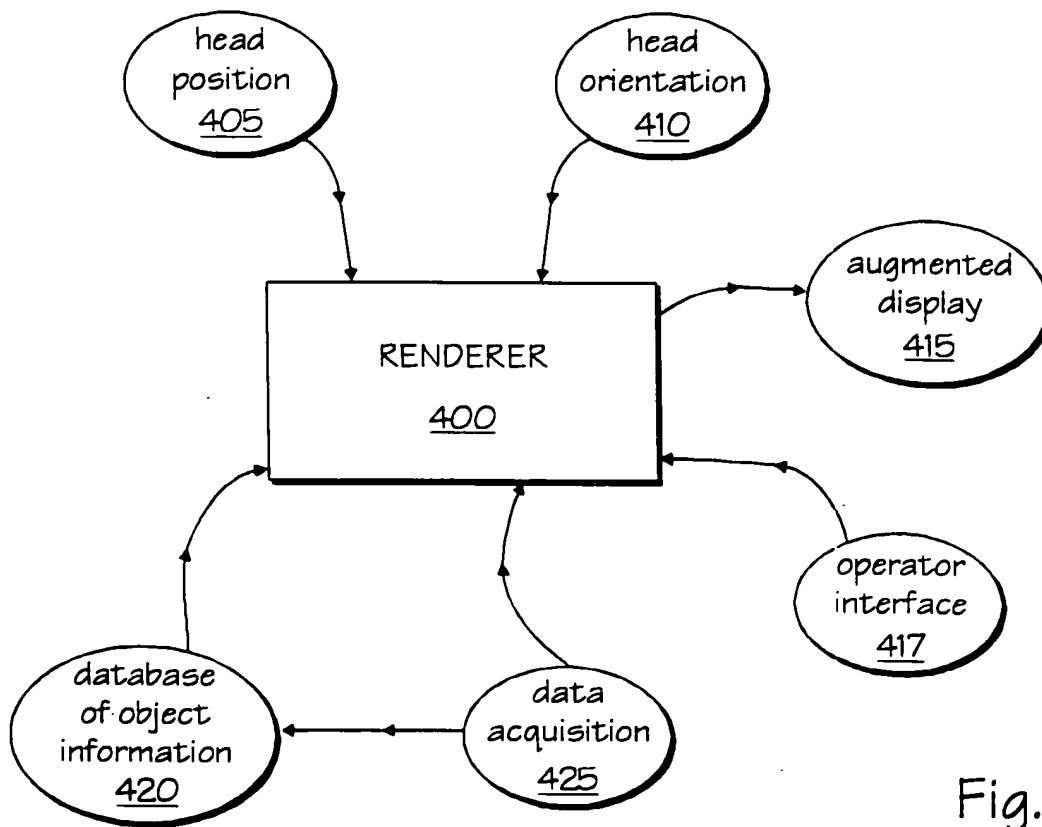 head
position
405
head
orientation
410
augmented
display
415
RENDERER
400
operator
interface
417
database
of object
information
420
data
acquisition
425
Fig.